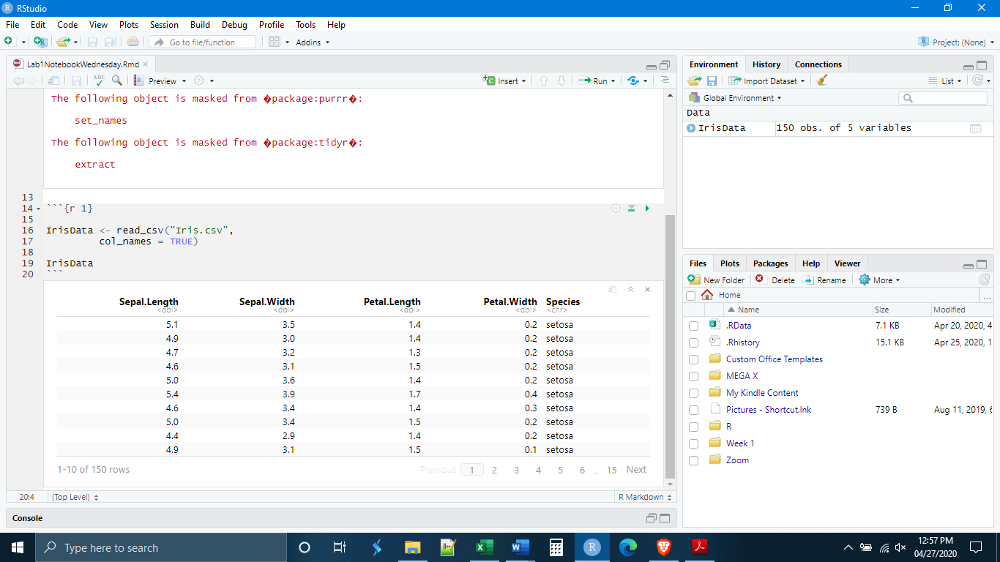 RStudio
File Edit Code View Plots Session Build Debug Profile Tools Help
Go to file/function Addins Project: (None)
Lab1NotebookWednesday.Rmd
ABC Preview Insert Run
The following object is masked from �package:purrr�:
set_names
The following object is masked from �package:tidyr�:
extract
13
14 ```{r 1}
15
16 IrisData <- read_csv("Iris.csv",
17 col_names = TRUE)
18
19 IrisData
20 ```
Sepal.Length Sepal.Width Petal.Length Petal.Width Species
<dbl> <dbl> <dbl> <dbl> <chr>
5.1 3.5 1.4 0.2 setosa
4.9 3.0 1.4 0.2 setosa
4.7 3.2 1.3 0.2 setosa
4.6 3.1 1.5 0.2 setosa
5.0 3.6 1.4 0.2 setosa
5.4 3.9 1.7 0.4 setosa
4.6 3.4 1.4 0.3 setosa
5.0 3.4 1.5 0.2 setosa
4.4 2.9 1.4 0.2 setosa
4.9 3.1 1.5 0.1 setosa
1-10 of 150 rows Previous 1 2 3 4 5 6 ... 15 Next
20:4 (Top Level) R Markdown
Console
Environment History Connections
Import Dataset List
Global Environment
Data
IrisData 150 obs. of 5 variables
Files Plots Packages Help Viewer
New Folder Delete Rename More
Home ...
Name Size Modified
.RData 7.1 KB Apr 20, 2020, 4
.Rhistory 15.1 KB Apr 25, 2020, 1
Custom Office Templates
MEGA X
My Kindle Content
Pictures - Shortcut.lnk 739 B Aug 11, 2019, 6
R
Week 1
Zoom
Type here to search
12:57 PM
04/27/2020